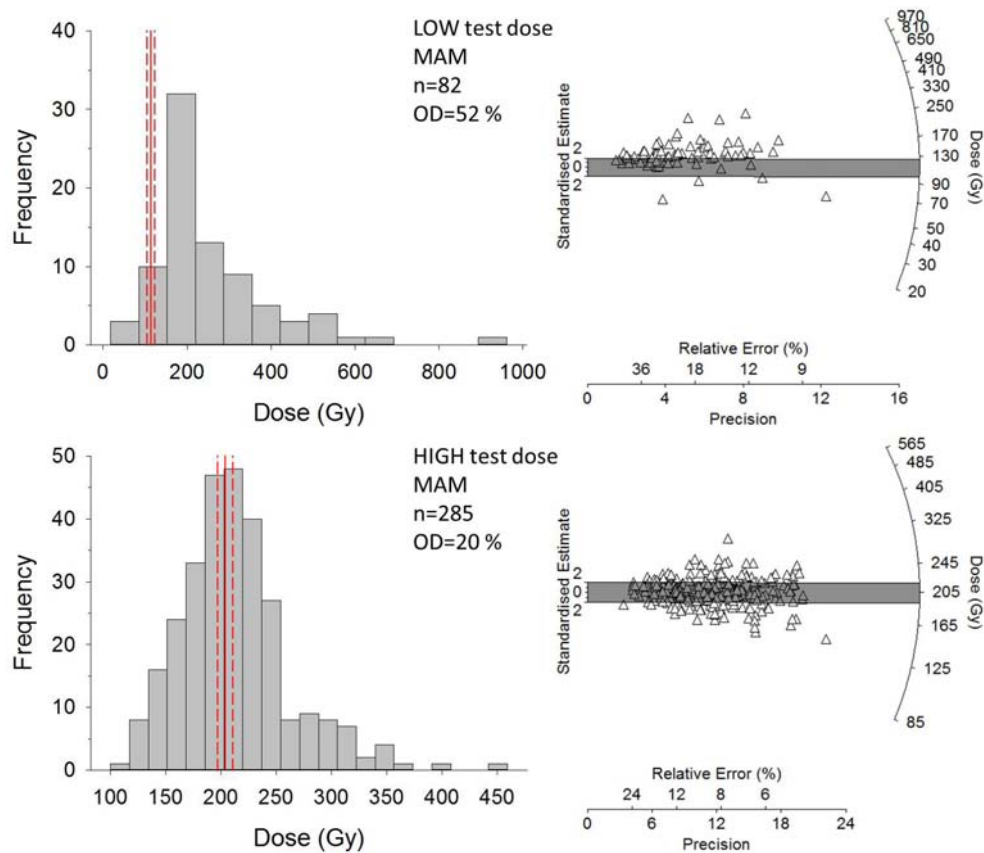 LOW test dose
MAM
n=82
OD=52 %
40
30
20
10
0
Frequency
0 200 400 600 800 1000
Dose (Gy)
Standardised Estimate
2
0
2
970
810
650
490
410
330
250
170
130
90
70
50
40
30
20
Dose (Gy)
Relative Error (%)
36 18 12 9
0 4 8 12 16
Precision
HIGH test dose
MAM
n=285
OD=20 %
50
40
30
20
10
0
Frequency
100 150 200 250 300 350 400 450
Dose (Gy)
Standardised Estimate
2
0
2
565
485
405
325
245
205
165
125
85
Dose (Gy)
Relative Error (%)
24 12 8 6
0 6 12 18 24
Precision